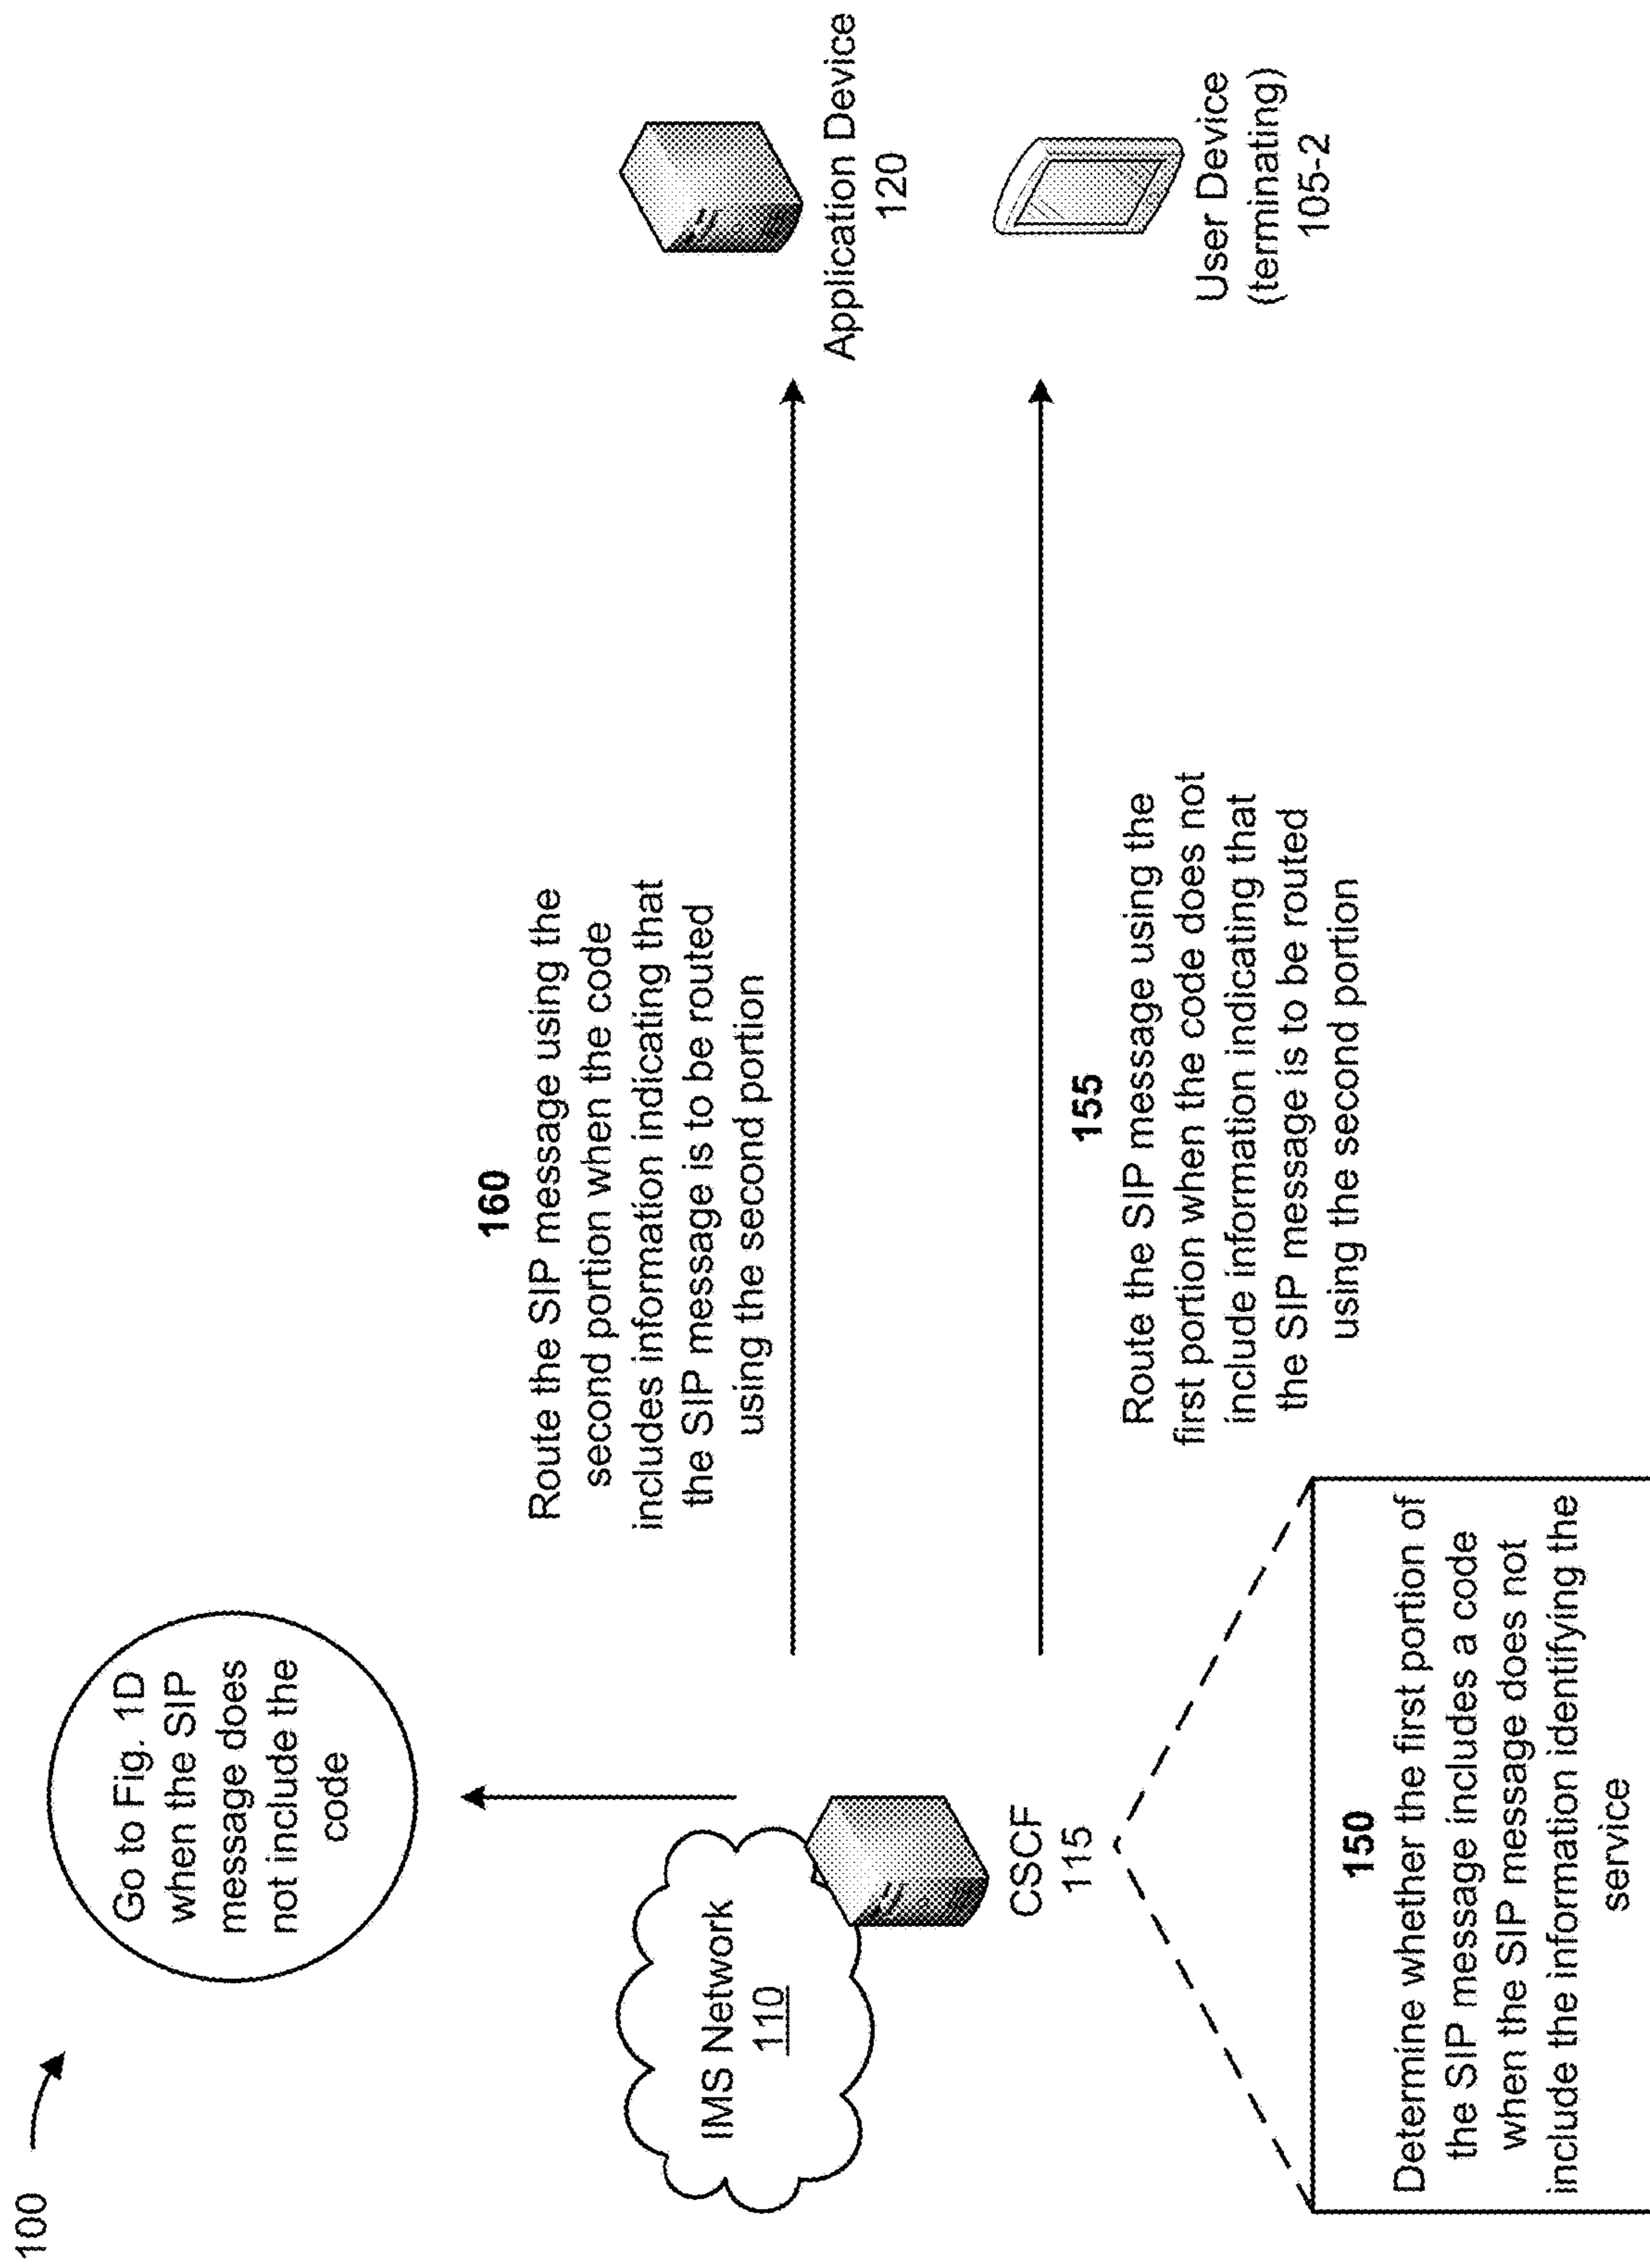 100
Go to Fig. 1D
when the SIP
message does
not include the
code
IMS Network
110
CSCF
115
160
Route the SIP message using the
second portion when the code
includes information indicating that
the SIP message is to be routed
using the second portion
Application Device
120
155
Route the SIP message using the
first portion when the code does not
include information indicating that
the SIP message is to be routed
using the second portion
User Device
(terminating)
105-2
150
Determine whether the first portion of
the SIP message includes a code
when the SIP message does not
include the information identifying the
service